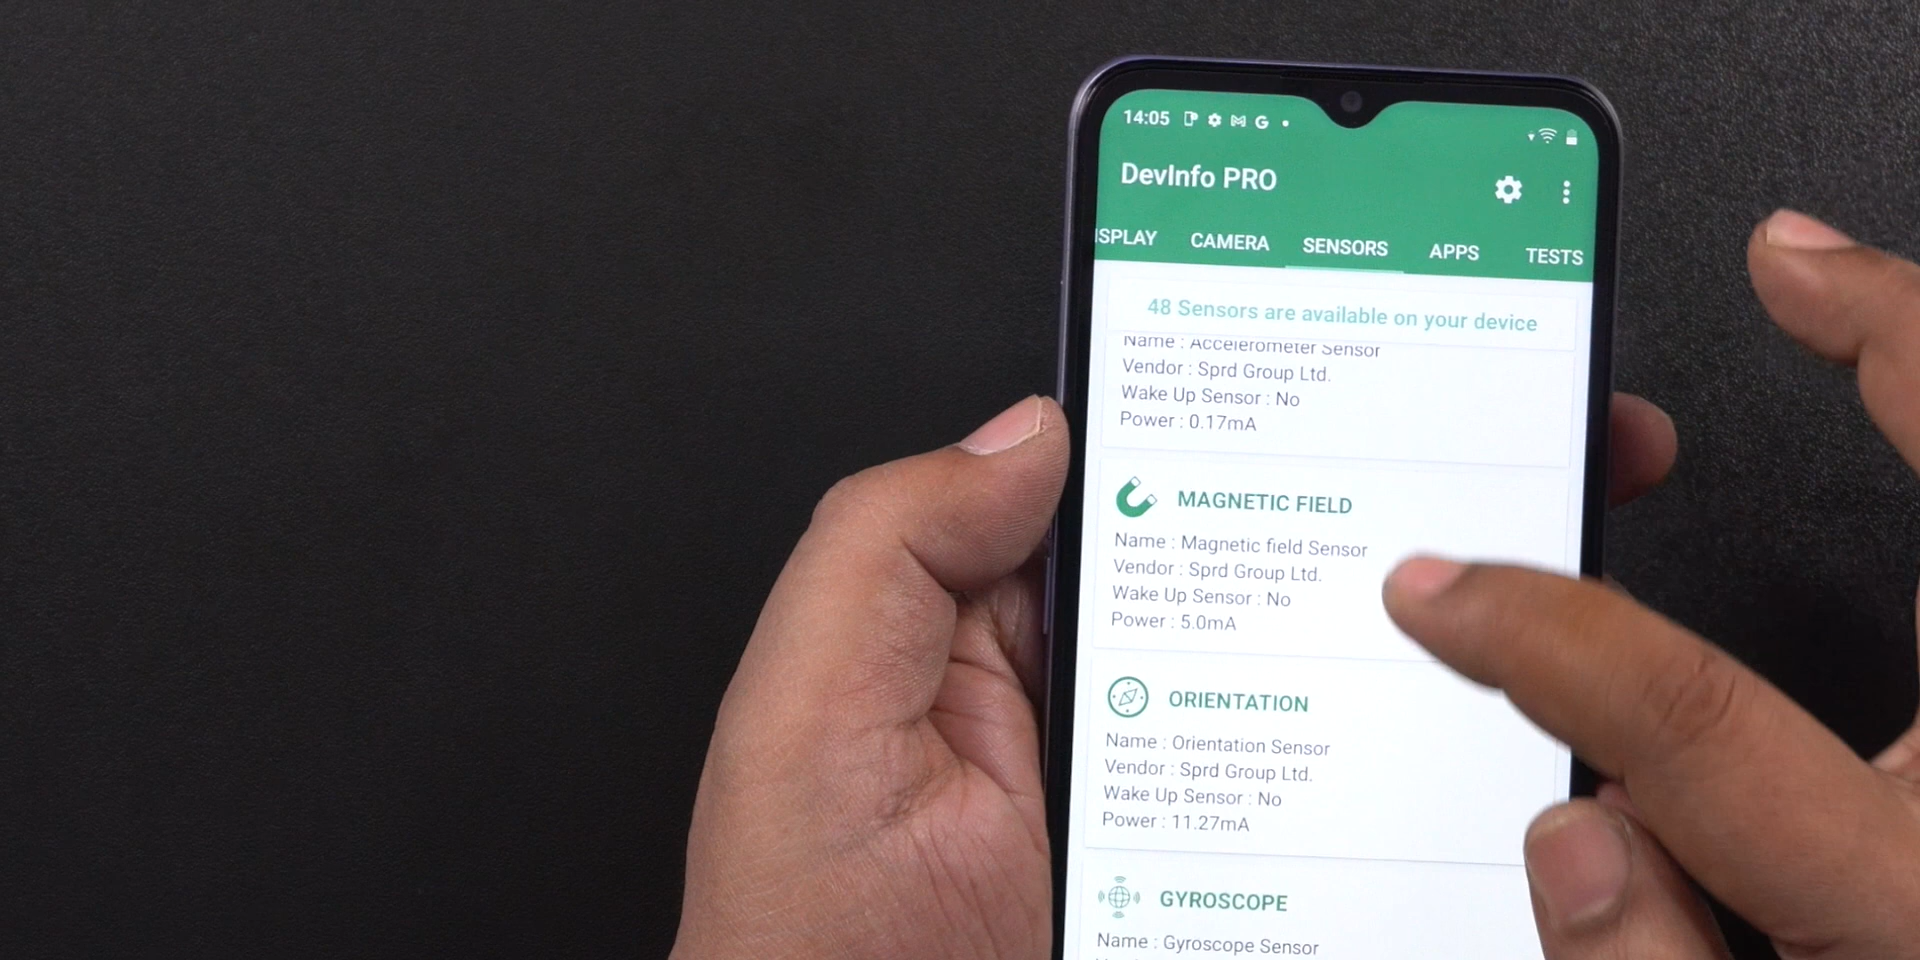 14:05
DevInfo PRO
ISPLAY CAMERA SENSORS APPS TESTS
48 Sensors are available on your device
Name : Accelerometer Sensor
Vendor : Sprd Group Ltd.
Wake Up Sensor : No
Power : 0.17mA
MAGNETIC FIELD
Name : Magnetic field Sensor
Vendor : Sprd Group Ltd.
Wake Up Sensor : No
Power : 5.0mA
ORIENTATION
Name : Orientation Sensor
Vendor : Sprd Group Ltd.
Wake Up Sensor : No
Power : 11.27mA
GYROSCOPE
Name : Gyroscope Sensor